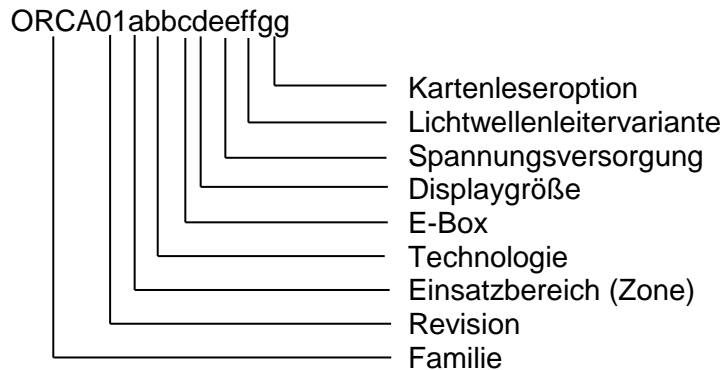 ORCA01abbcdeeffgg
Kartenleseroption
Lichtwellenleitervariante
Spannungsversorgung
Displaygröße
E-Box
Technologie
Einsatzbereich (Zone)
Revision
Familie